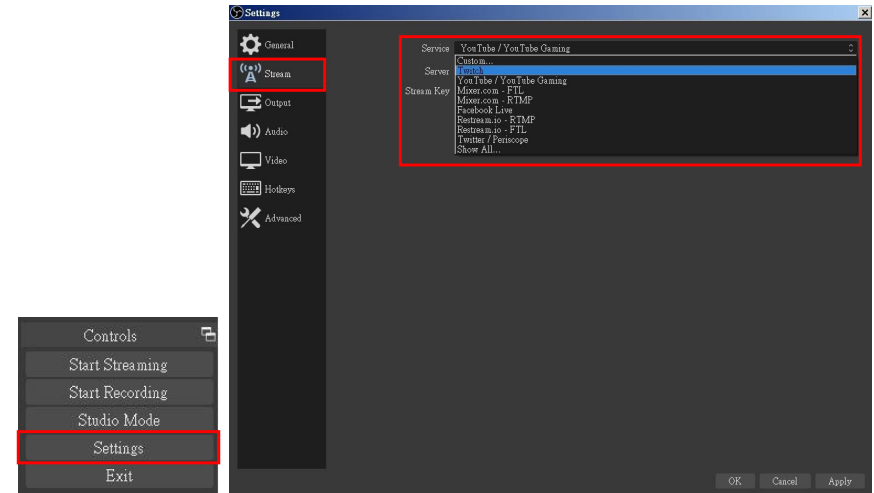 Settings
General
Stream
Output
Audio
Video
Hotkeys
Advanced
Service YouTube / YouTube Gaming
Server
Stream Key
Custom...
Twitch
YouTube / YouTube Gaming
Mixer.com - FTL
Mixer.com - RTMP
Facebook Live
Restream.io - RTMP
Restream.io - FTL
Twitter / Periscope
Show All...
OK Cancel Apply
Controls
Start Streaming
Start Recording
Studio Mode
Settings
Exit